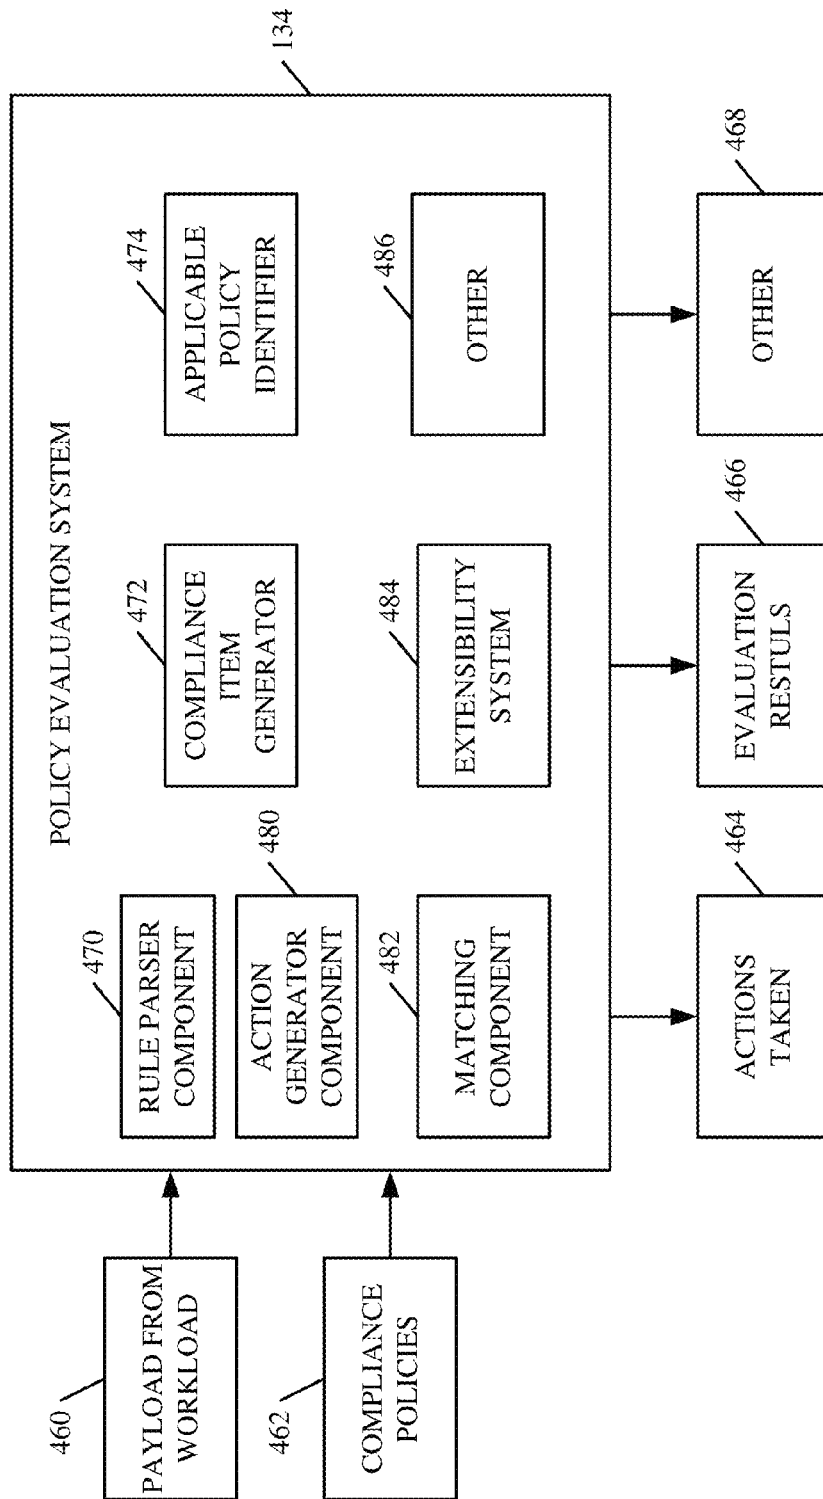 POLICY EVALUATION SYSTEM
134
460
PAYLOAD FROM
WORKLOAD
462
COMPLIANCE
POLICIES
470
RULE PARSER
COMPONENT
480
ACTION
GENERATOR
COMPONENT
482
MATCHING
COMPONENT
472
COMPLIANCE
ITEM
GENERATOR
484
EXTENSIBILITY
SYSTEM
474
APPLICABLE
POLICY
IDENTIFIER
486
OTHER
464
ACTIONS
TAKEN
466
EVALUATION
RESTULS
468
OTHER